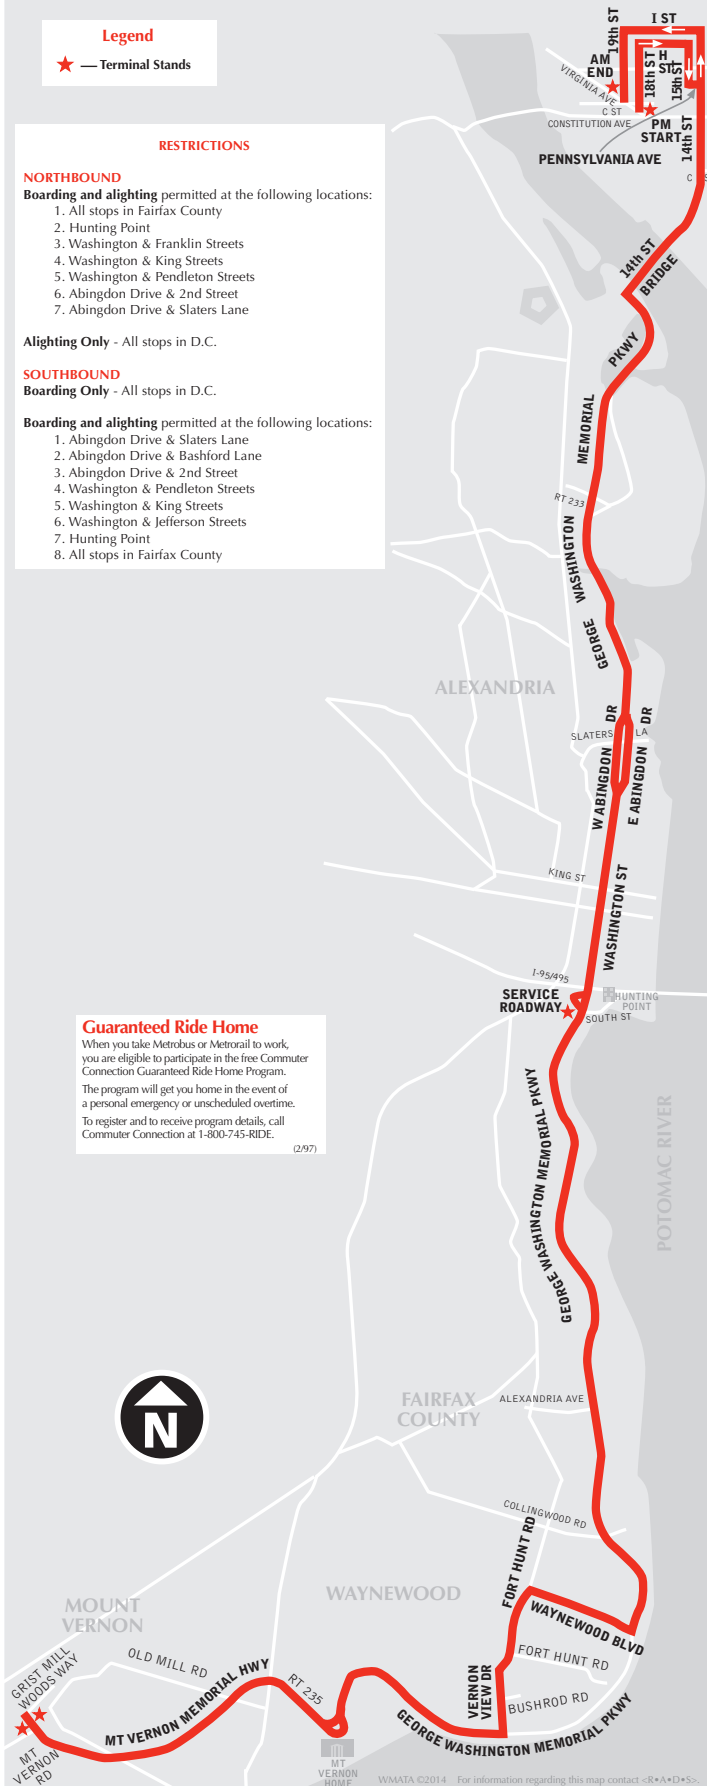 Legend
★ — Terminal Stands
RESTRICTIONS
NORTHBOUND
Boarding and alighting permitted at the following locations:
1. All stops in Fairfax County
2. Hunting Point
3. Washington & Franklin Streets
4. Washington & King Streets
5. Washington & Pendleton Streets
6. Abingdon Drive & 2nd Street
7. Abingdon Drive & Slaters Lane
Alighting Only - All stops in D.C.
SOUTHBOUND
Boarding Only - All stops in D.C.
Boarding and alighting permitted at the following locations:
1. Abingdon Drive & Slaters Lane
2. Abingdon Drive & Bashford Lane
3. Abingdon Drive & 2nd Street
4. Washington & Pendleton Streets
5. Washington & King Streets
6. Washington & Jefferson Streets
7. Hunting Point
8. All stops in Fairfax County
19th ST
I ST
AM
END
18th ST
H
ST
15th ST
VIRGINIA AVE
C ST
CONSTITUTION AVE
PM
START
14th ST
PENNSYLVANIA AVE
C S
14th ST
BRIDGE
PKWY
MEMORIAL
RT 233
WASHINGTON
GEORGE
ALEXANDRIA
SLATERS LA
W ABINGDON DR
E ABINGDON DR
KING ST
WASHINGTON ST
I-95/495
SERVICE
ROADWAY
HUNTING
POINT
SOUTH ST
Guaranteed Ride Home
When you take Metrobus or Metrorail to work,
you are eligible to participate in the free Commuter
Connection Guaranteed Ride Home Program.
The program will get you home in the event of
a personal emergency or unscheduled overtime.
To register and to receive program details, call
Commuter Connection at 1-800-745-RIDE.
(2/97)
GEORGE WASHINGTON MEMORIAL PKWY
POTOMAC RIVER
N
FAIRFAX
COUNTY
ALEXANDRIA AVE
COLLINGWOOD RD
FORT HUNT RD
WAYNEWOOD
WAYNEWOOD BLVD
MOUNT
VERNON
FORT HUNT RD
OLD MILL RD
GRIST MILL
WOODS WAY
MT VERNON MEMORIAL HWY
RT 235
VERNON
VIEW DR
BUSHROD RD
GEORGE WASHINGTON MEMORIAL PKWY
MT
VERNON
RD
MT
VERNON
HOME
WMATA ©2014 For information regarding this map contact <R•A•D•S>.